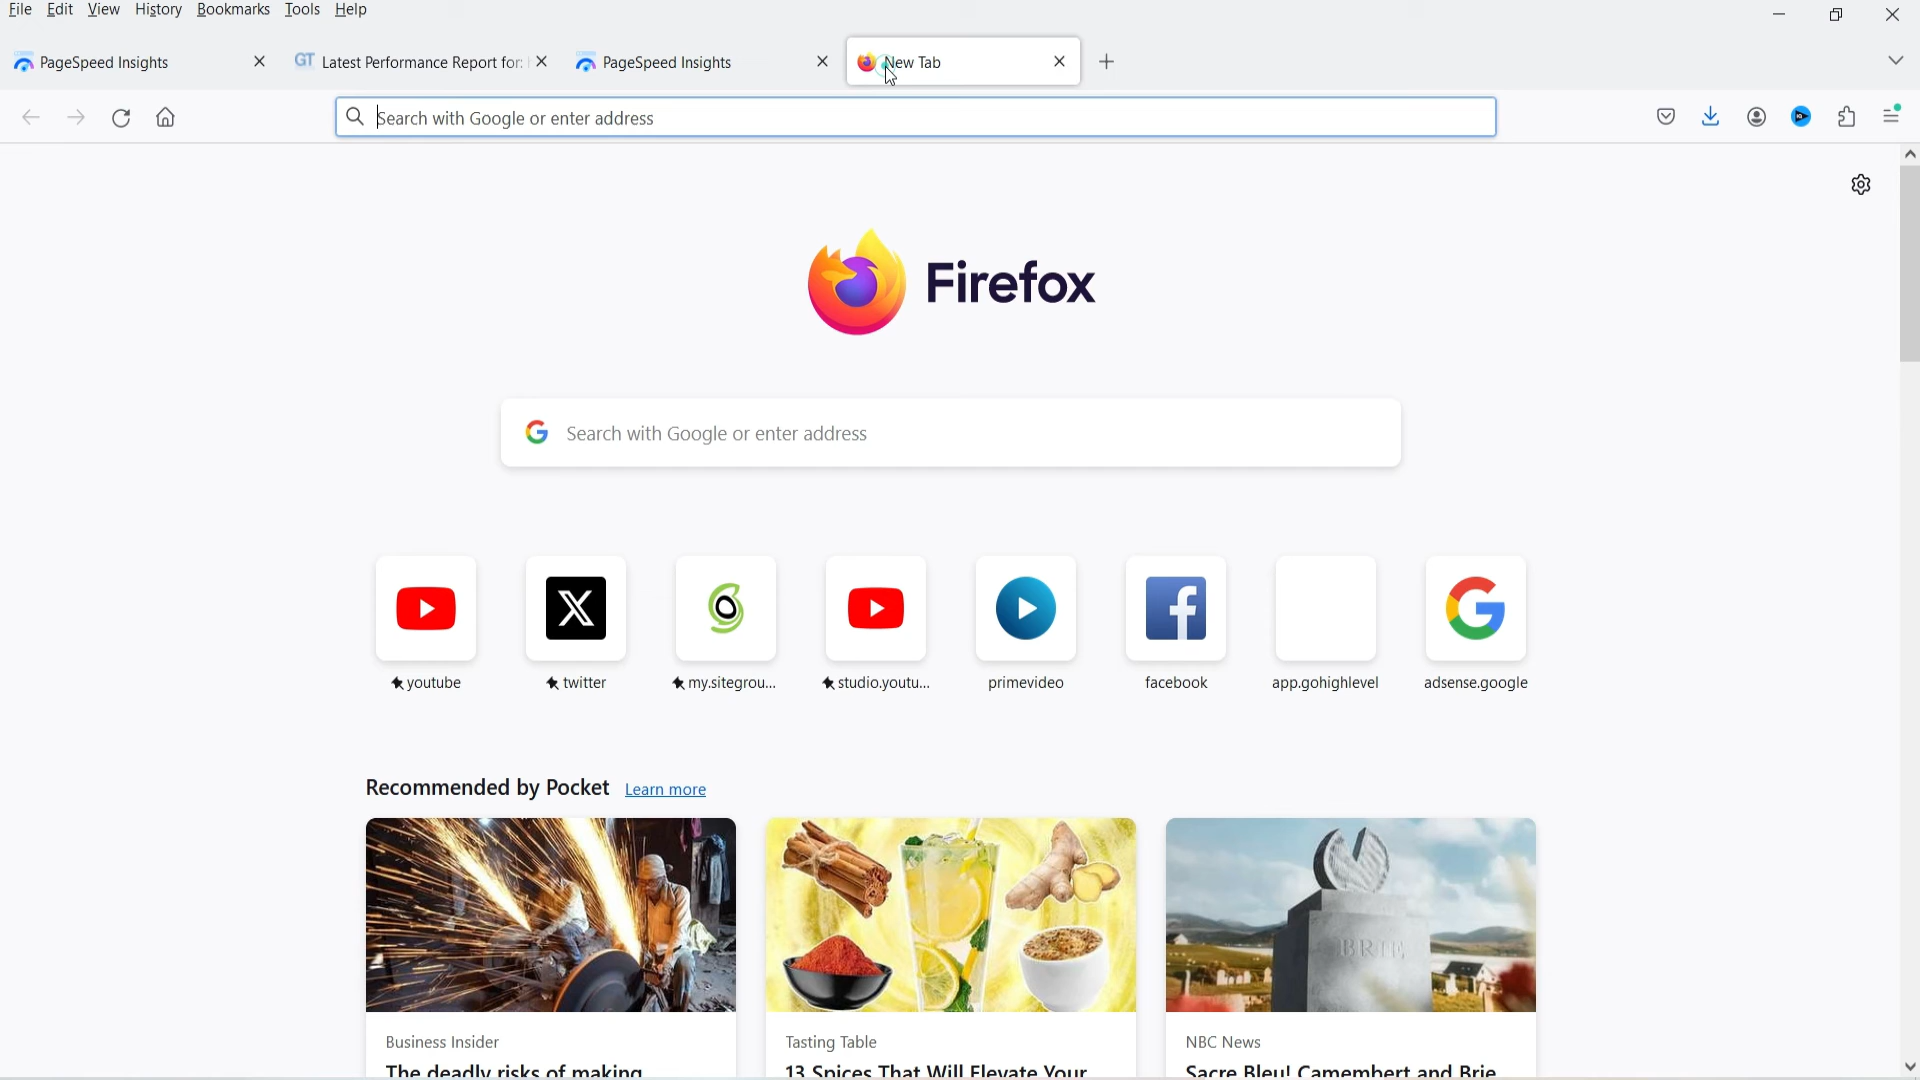 File Edit View History Bookmarks Tools Help
PageSpeed Insights
GT Latest Performance Report for:
PageSpeed Insights
New Tab
Search with Google or enter address
Firefox
Search with Google or enter address
youtube
twitter
my.sitegrou...
studio.youtu...
primevideo
facebook
app.gohighlevel
adsense.google
Recommended by Pocket Learn more
BRIE
Business Insider
Tasting Table
NBC News
The deadly risks of making
13 Spices That Will Elevate Your
Sacre Bleu! Camembert and Brie